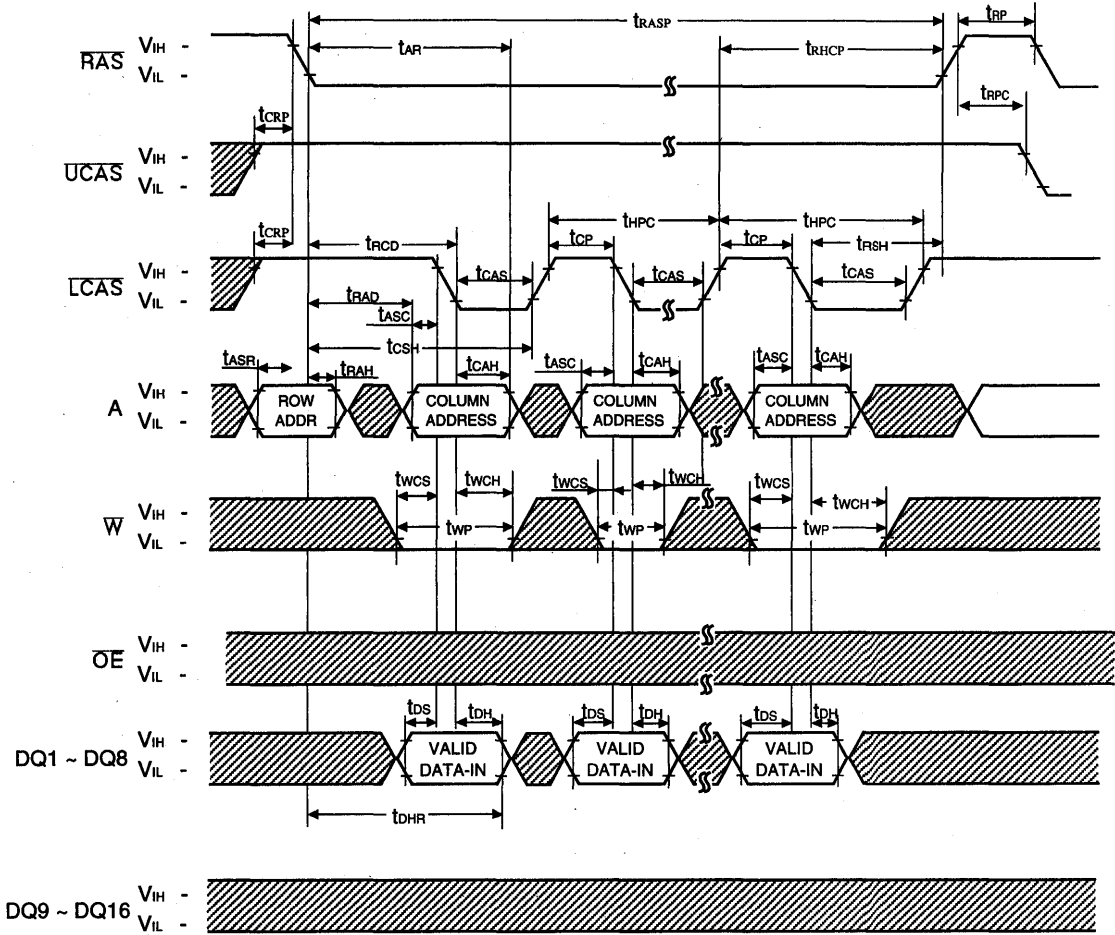 tRASP
tRP
tAR
tRHCP
RAS
VIH -
VIL -
tRPC
tCRP
UCAS
VIH -
VIL -
tHPC
tHPC
tCRP
tRCD
tCP
tCP
tRSH
LCAS
VIH -
VIL -
tCAS
tCAS
tCAS
tRAD
tASC
tCSH
tASR
tRAH
tCAH
tASC
tCAH
tASC
tCAH
A
VIH -
VIL -
ROW ADDR
COLUMN ADDRESS
COLUMN ADDRESS
COLUMN ADDRESS
tWCS
tWCH
tWCS
tWCH
tWCS
tWCH
W
VIH -
VIL -
tWP
tWP
tWP
OE
VIH -
VIL -
tDS
tDH
tDS
tDH
tDS
tDH
DQ1 ~ DQ8
VIH -
VIL -
VALID DATA-IN
VALID DATA-IN
VALID DATA-IN
tDHR
DQ9 ~ DQ16
VIH -
VIL -